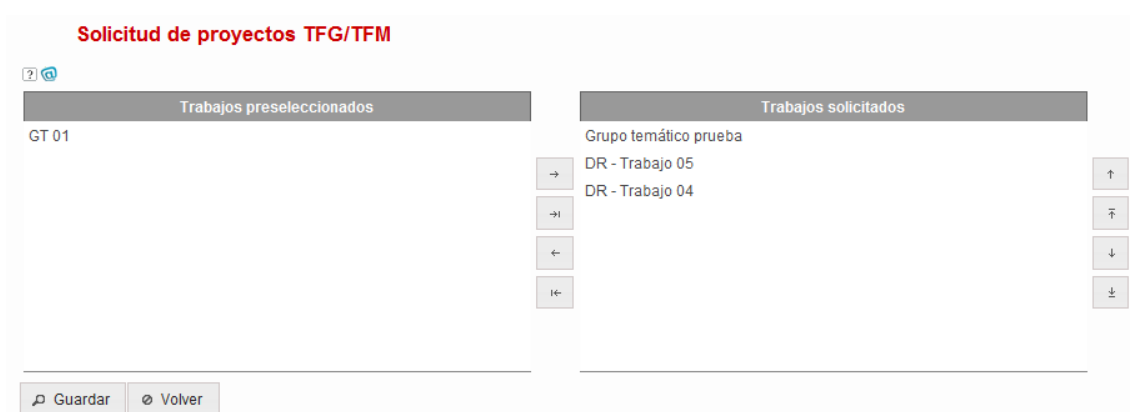 Solicitud de proyectos TFG/TFM
?
Trabajos preseleccionados
GT 01
Trabajos solicitados
Grupo temático prueba
DR - Trabajo 05
DR - Trabajo 04
Guardar
Volver